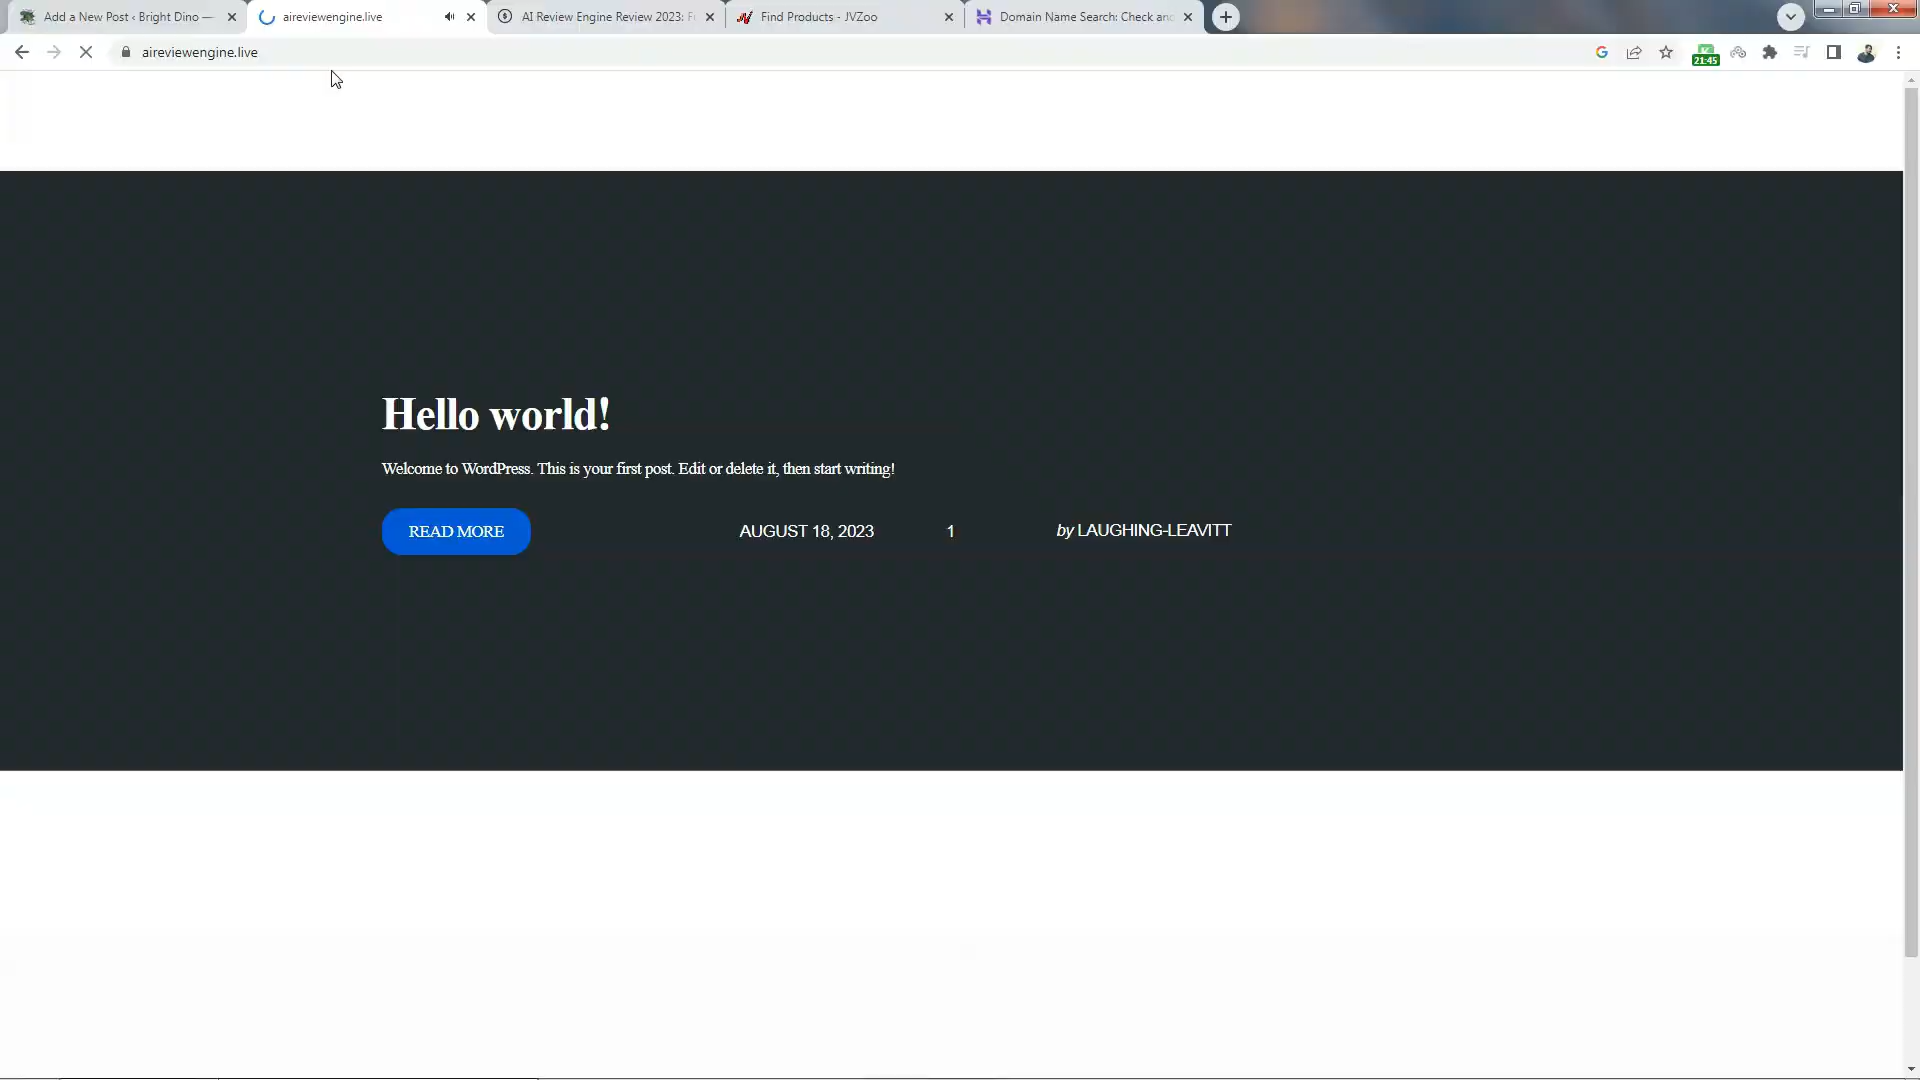 Add a New Post ‹ Bright Dino —
aireviewengine.live
AI Review Engine Review 2023: F
Find Products - JVZoo
Domain Name Search: Check and
aireviewengine.live
21:45
Hello world!
Welcome to WordPress. This is your first post. Edit or delete it, then start writing!
READ MORE
AUGUST 18, 2023
1
by LAUGHING-LEAVITT